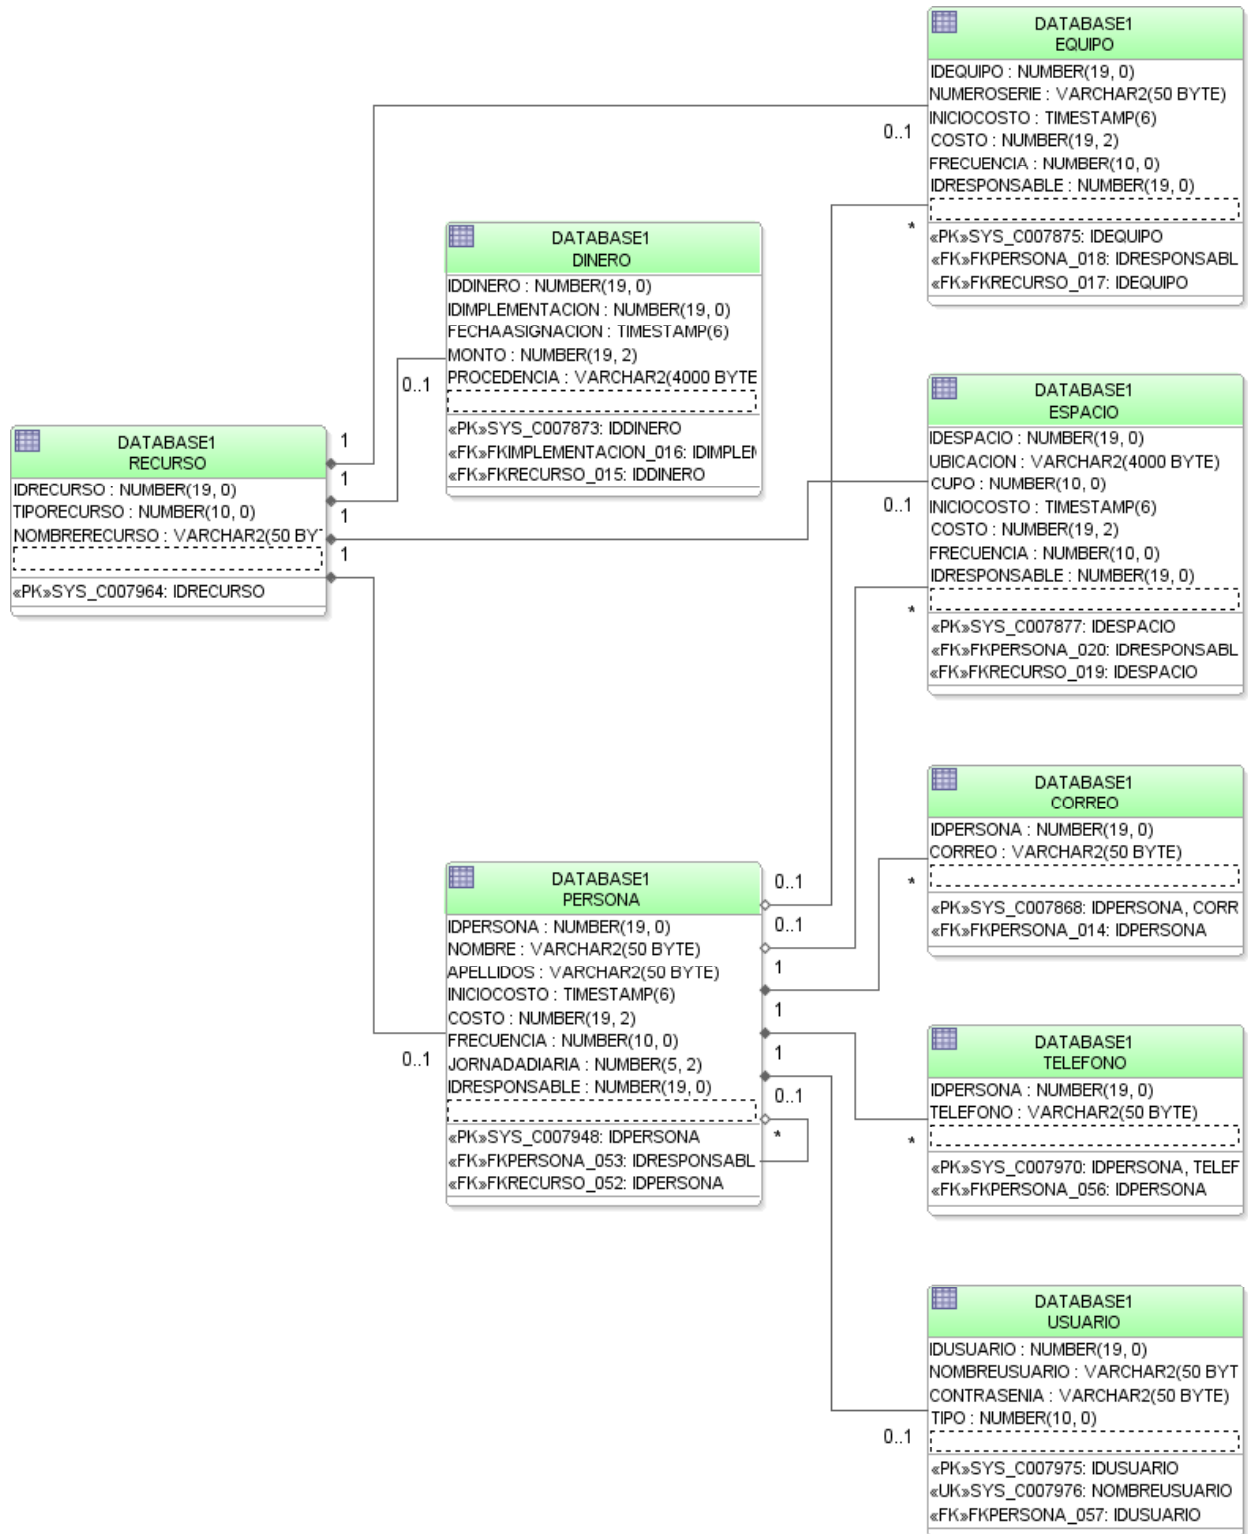 DATABASE1
EQUIPO
IDEQUIPO : NUMBER(19, 0)
NUMEROSERIE : VARCHAR2(50 BYTE)
INICIOCOSTO : TIMESTAMP(6)
COSTO : NUMBER(19, 2)
FRECUENCIA : NUMBER(10, 0)
IDRESPONSABLE : NUMBER(19, 0)
«PK»SYS_C007875: IDEQUIPO
«FK»FKPERSONA_018: IDRESPONSABL
«FK»FKRECURSO_017: IDEQUIPO
0..1
*
DATABASE1
DINERO
IDDINERO : NUMBER(19, 0)
IDIMPLEMENTACION : NUMBER(19, 0)
FECHAASIGNACION : TIMESTAMP(6)
MONTO : NUMBER(19, 2)
PROCEDENCIA : VARCHAR2(4000 BYTE
«PK»SYS_C007873: IDDINERO
«FK»FKIMPLEMENTACION_016: IDIMPLEN
«FK»FKRECURSO_015: IDDINERO
0..1
DATABASE1
ESPACIO
IDESPACIO : NUMBER(19, 0)
UBICACION : VARCHAR2(4000 BYTE)
CUPO : NUMBER(10, 0)
INICIOCOSTO : TIMESTAMP(6)
COSTO : NUMBER(19, 2)
FRECUENCIA : NUMBER(10, 0)
IDRESPONSABLE : NUMBER(19, 0)
«PK»SYS_C007877: IDESPACIO
«FK»FKPERSONA_020: IDRESPONSABL
«FK»FKRECURSO_019: IDESPACIO
0..1
*
DATABASE1
RECURSO
IDRECURSO : NUMBER(19, 0)
TIPORECURSO : NUMBER(10, 0)
NOMBRERECURSO : VARCHAR2(50 BYT
«PK»SYS_C007964: IDRECURSO
1
1
1
1
DATABASE1
CORREO
IDPERSONA : NUMBER(19, 0)
CORREO : VARCHAR2(50 BYTE)
«PK»SYS_C007868: IDPERSONA, CORR
«FK»FKPERSONA_014: IDPERSONA
*
DATABASE1
PERSONA
IDPERSONA : NUMBER(19, 0)
NOMBRE : VARCHAR2(50 BYTE)
APELLIDOS : VARCHAR2(50 BYTE)
INICIOCOSTO : TIMESTAMP(6)
COSTO : NUMBER(19, 2)
FRECUENCIA : NUMBER(10, 0)
JORNADADIARIA : NUMBER(5, 2)
IDRESPONSABLE : NUMBER(19, 0)
«PK»SYS_C007948: IDPERSONA
«FK»FKPERSONA_053: IDRESPONSABL
«FK»FKRECURSO_052: IDPERSONA
0..1
0..1
0..1
1
1
1
0..1
*
DATABASE1
TELEFONO
IDPERSONA : NUMBER(19, 0)
TELEFONO : VARCHAR2(50 BYTE)
«PK»SYS_C007970: IDPERSONA, TELEF
«FK»FKPERSONA_056: IDPERSONA
*
DATABASE1
USUARIO
IDUSUARIO : NUMBER(19, 0)
NOMBREUSUARIO : VARCHAR2(50 BYT
CONTRASENIA : VARCHAR2(50 BYTE)
TIPO : NUMBER(10, 0)
«PK»SYS_C007975: IDUSUARIO
«UK»SYS_C007976: NOMBREUSUARIO
«FK»FKPERSONA_057: IDUSUARIO
0..1